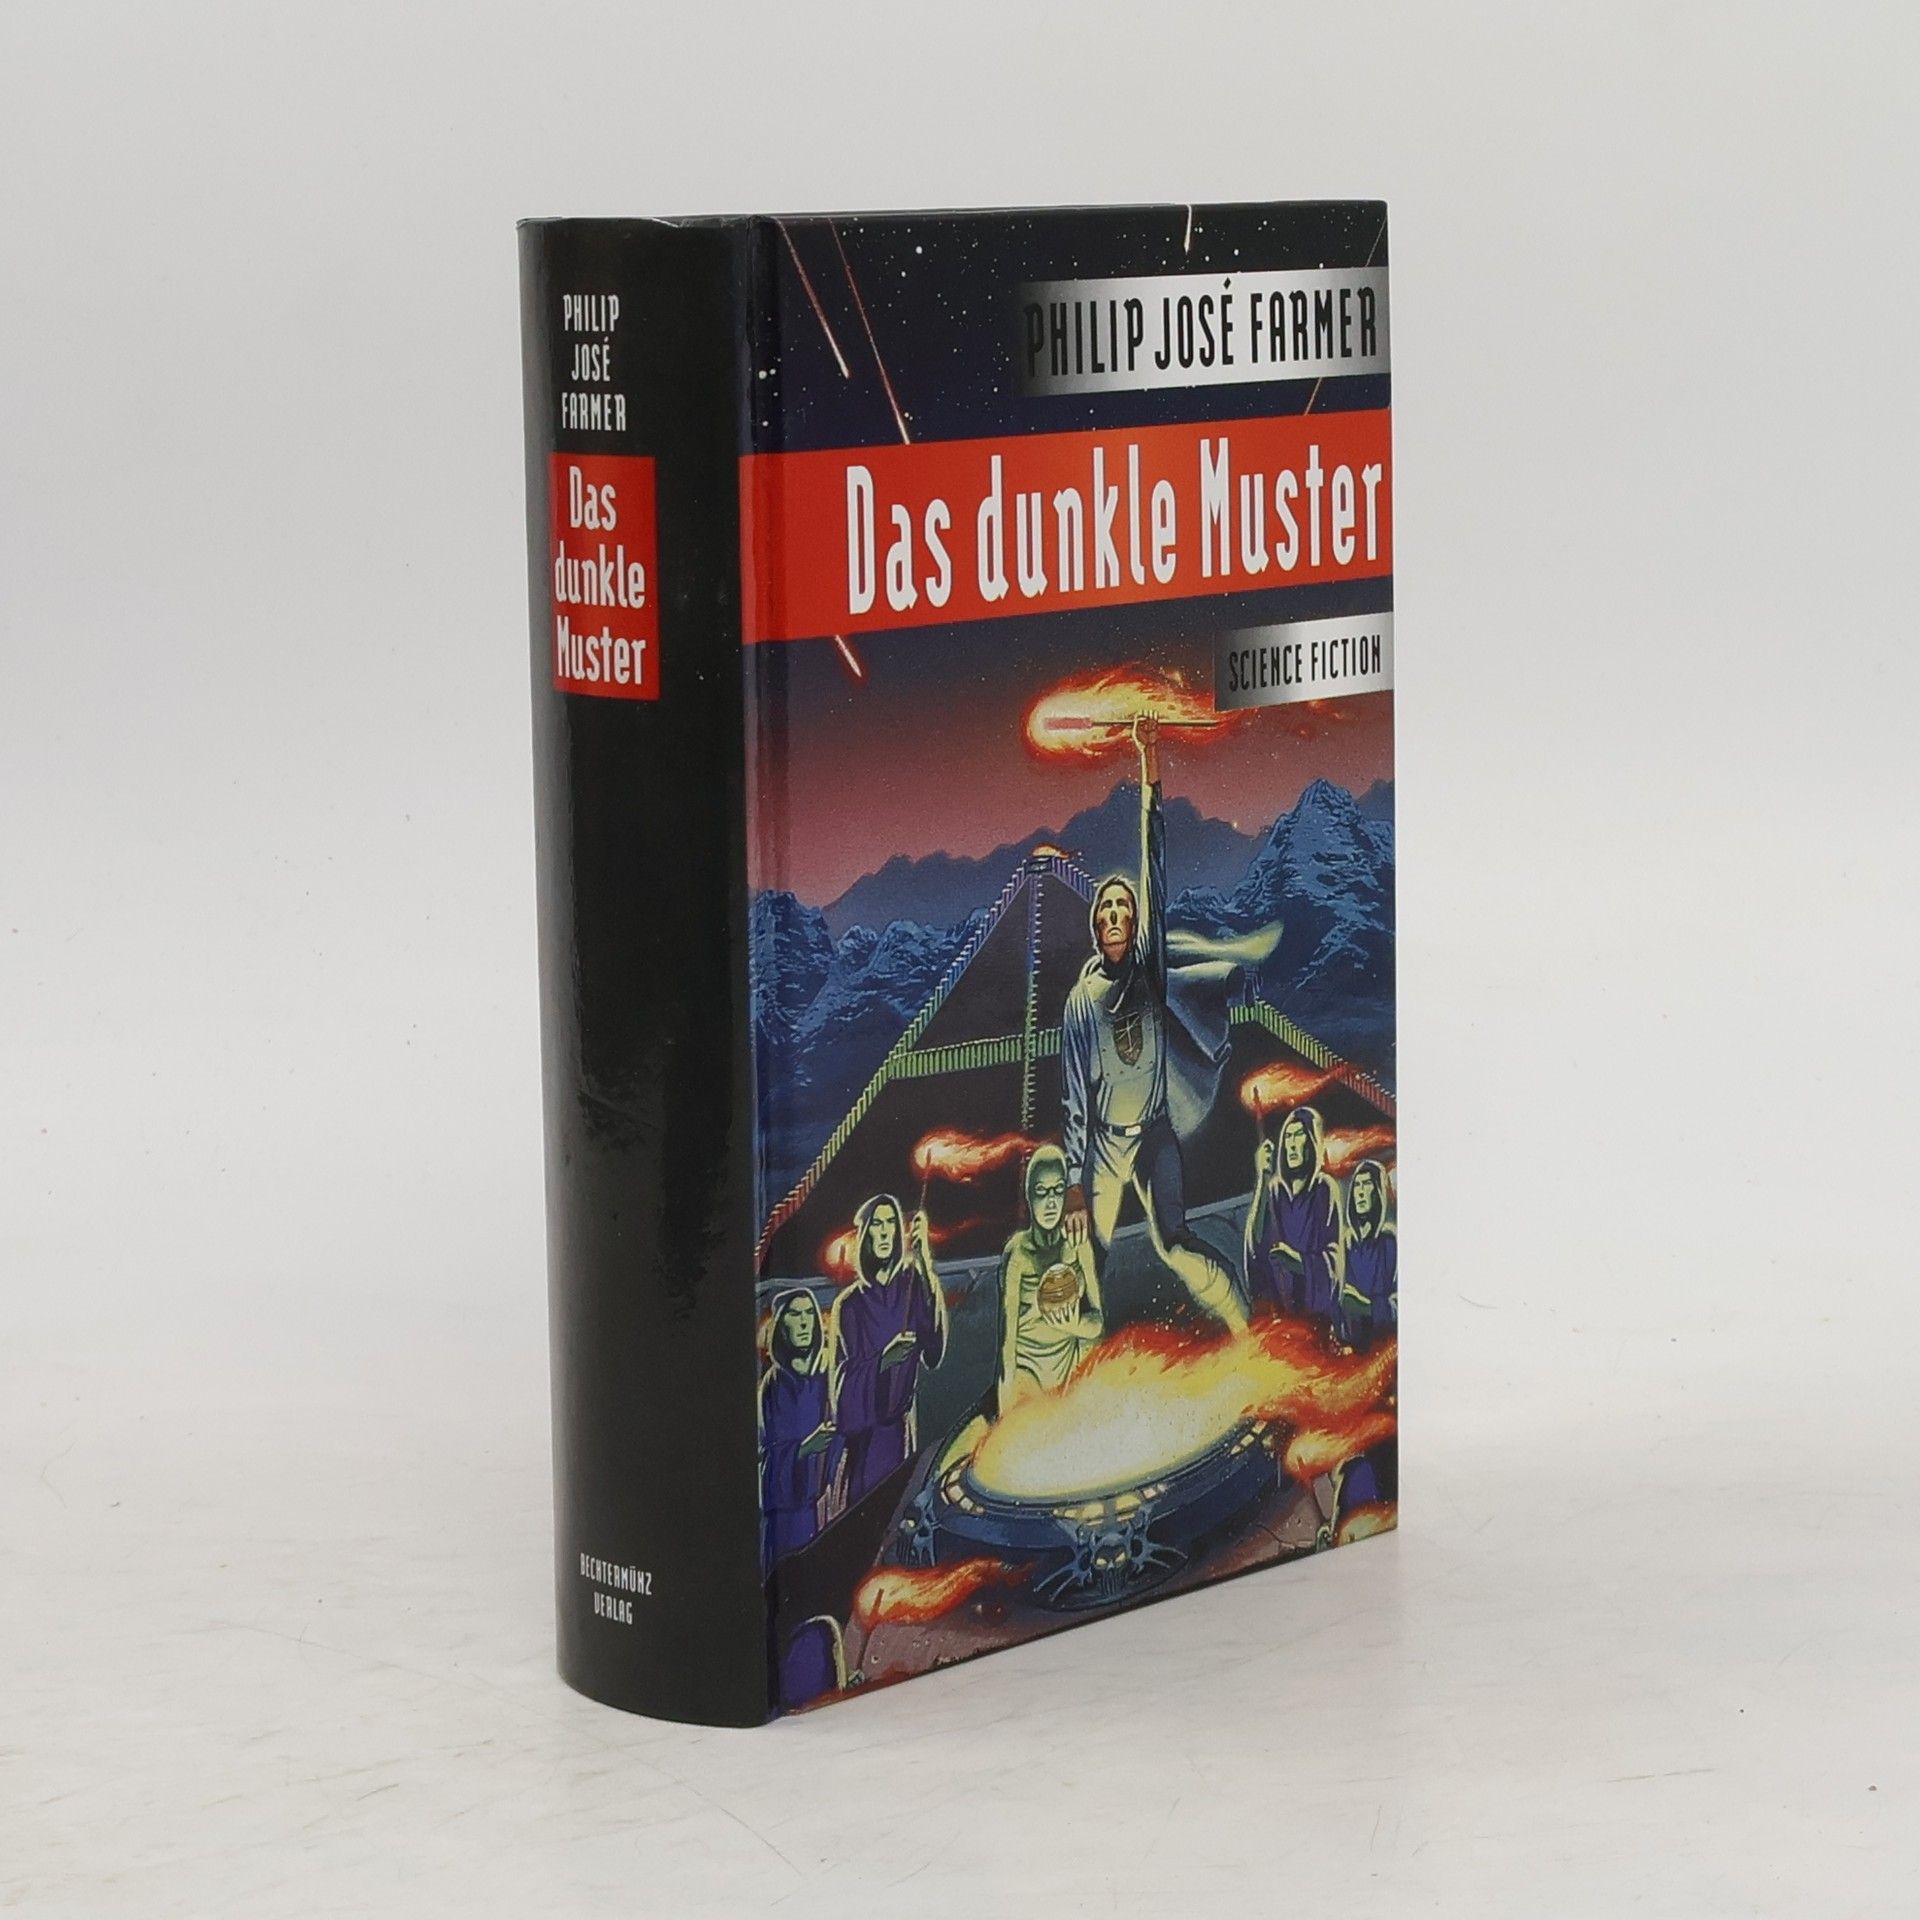 PHILIP
JOSÉ
FARMER
Das
dunkle
Muster
BECHTERMÜNZ
VERLAG
PHILIP JOSÉ FARMER
Das dunkle Muster
SCIENCE FICTION